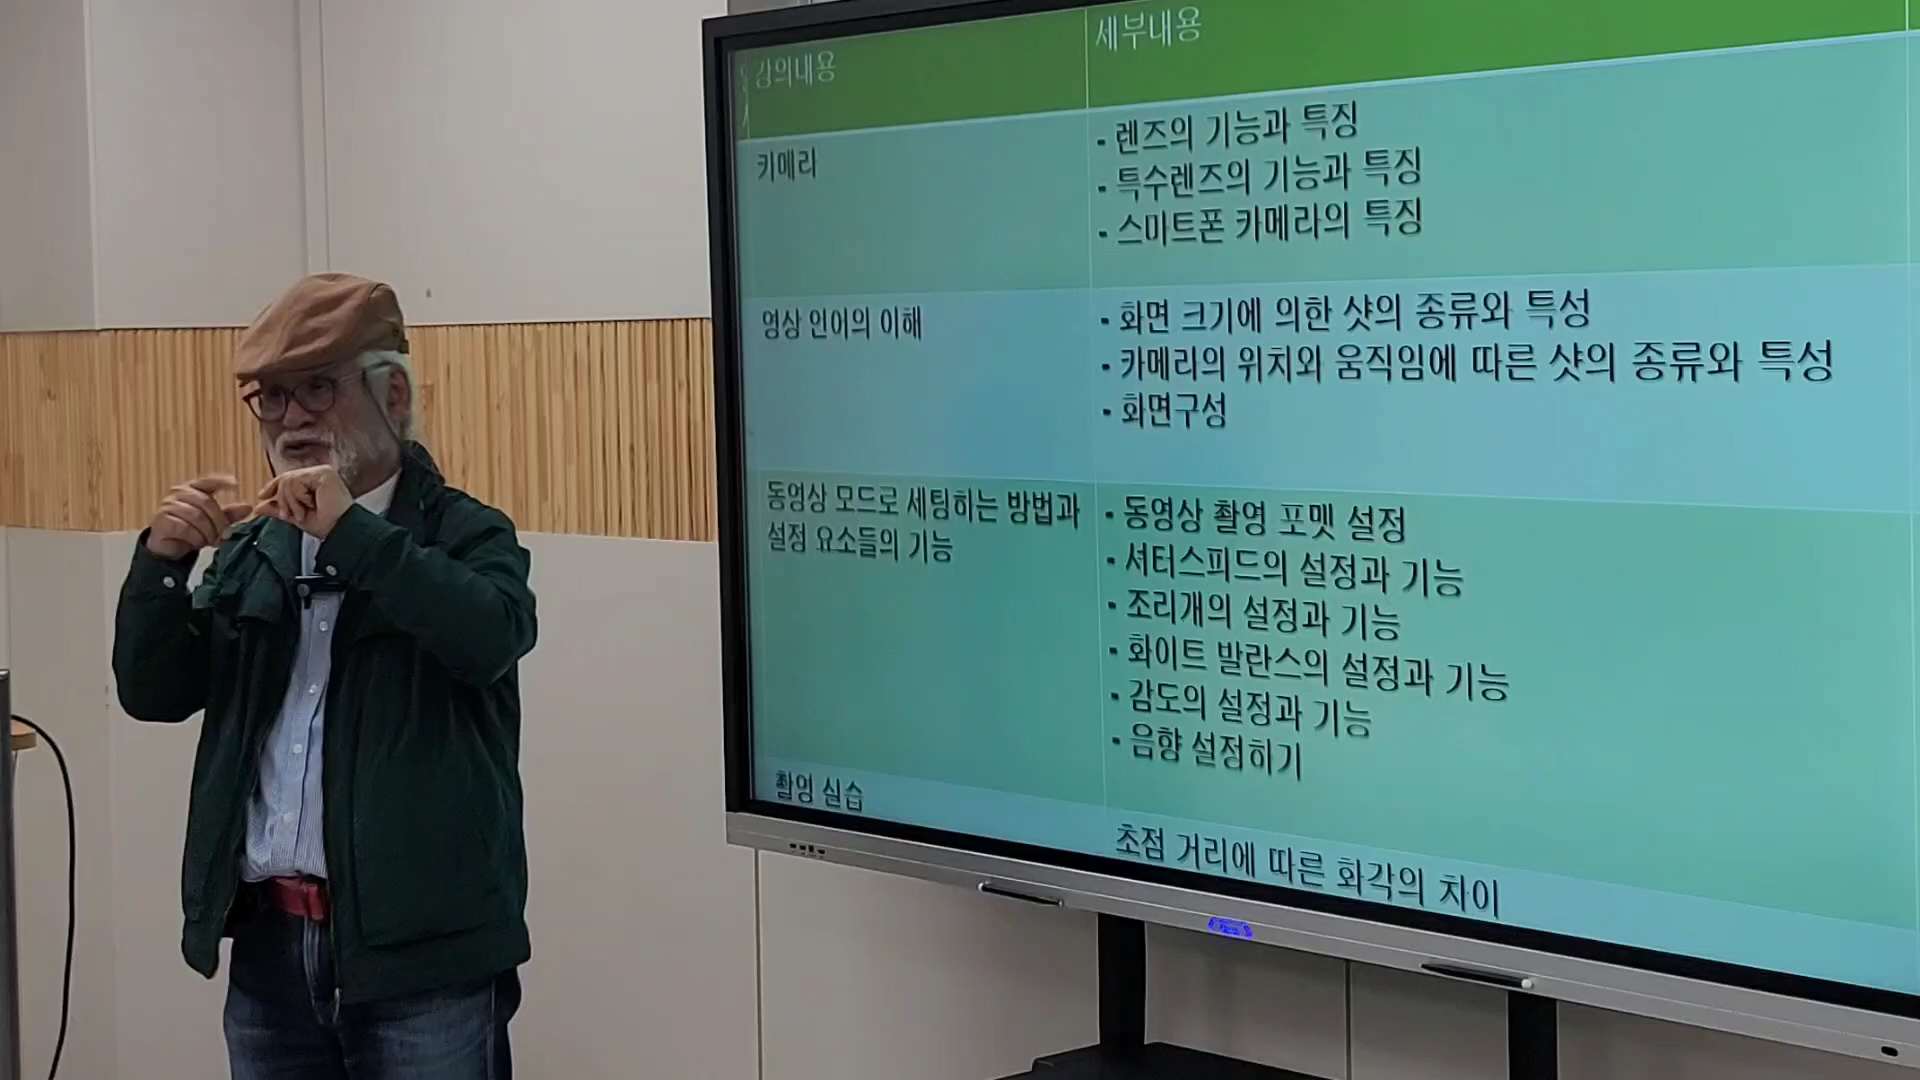 강의내용
세부내용
카메라
- 렌즈의 기능과 특징
- 특수렌즈의 기능과 특징
- 스마트폰 카메라의 특징
영상 언어의 이해
- 화면 크기에 의한 샷의 종류와 특성
- 카메라의 위치와 움직임에 따른 샷의 종류와 특성
- 화면구성
동영상 모드로 세팅하는 방법과
설정 요소들의 기능
- 동영상 촬영 포맷 설정
- 셔터스피드의 설정과 기능
- 조리개의 설정과 기능
- 화이트 발란스의 설정과 기능
- 감도의 설정과 기능
- 음향 설정하기
촬영 실습
초점 거리에 따른 화각의 차이